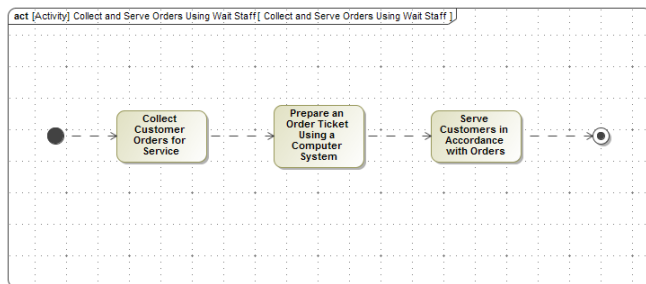 act [Activity] Collect and Serve Orders Using Wait Staff[ Collect and Serve Orders Using Wait Staff ]
Collect
Customer
Orders for
Service
Prepare an
Order Ticket
Using a
Computer
System
Serve
Customers in
Accordance
with Orders